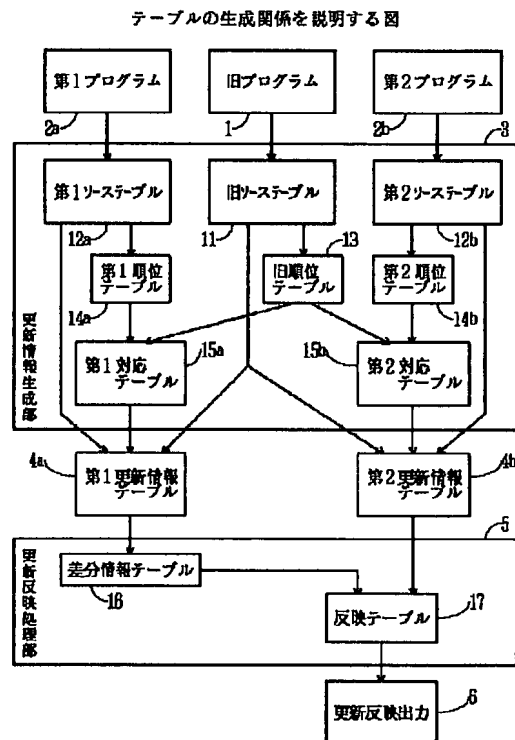 テーブルの生成関係を説明する図
第1プログラム
旧プログラム
第2プログラム
2a
1
2b
3
第1ソーステーブル
旧ソーステーブル
第2ソーステーブル
12a
11
13
12b
第1順位
テーブル
旧順位
テーブル
第2順位
テーブル
14a
14b
第1対応
テーブル
15a
15b
第2対応
テーブル
更新情報生成部
4a
第1更新情報
テーブル
第2更新情報
テーブル
4b
5
差分情報テーブル
16
反映テーブル
17
更新反映処理部
更新反映出力
6